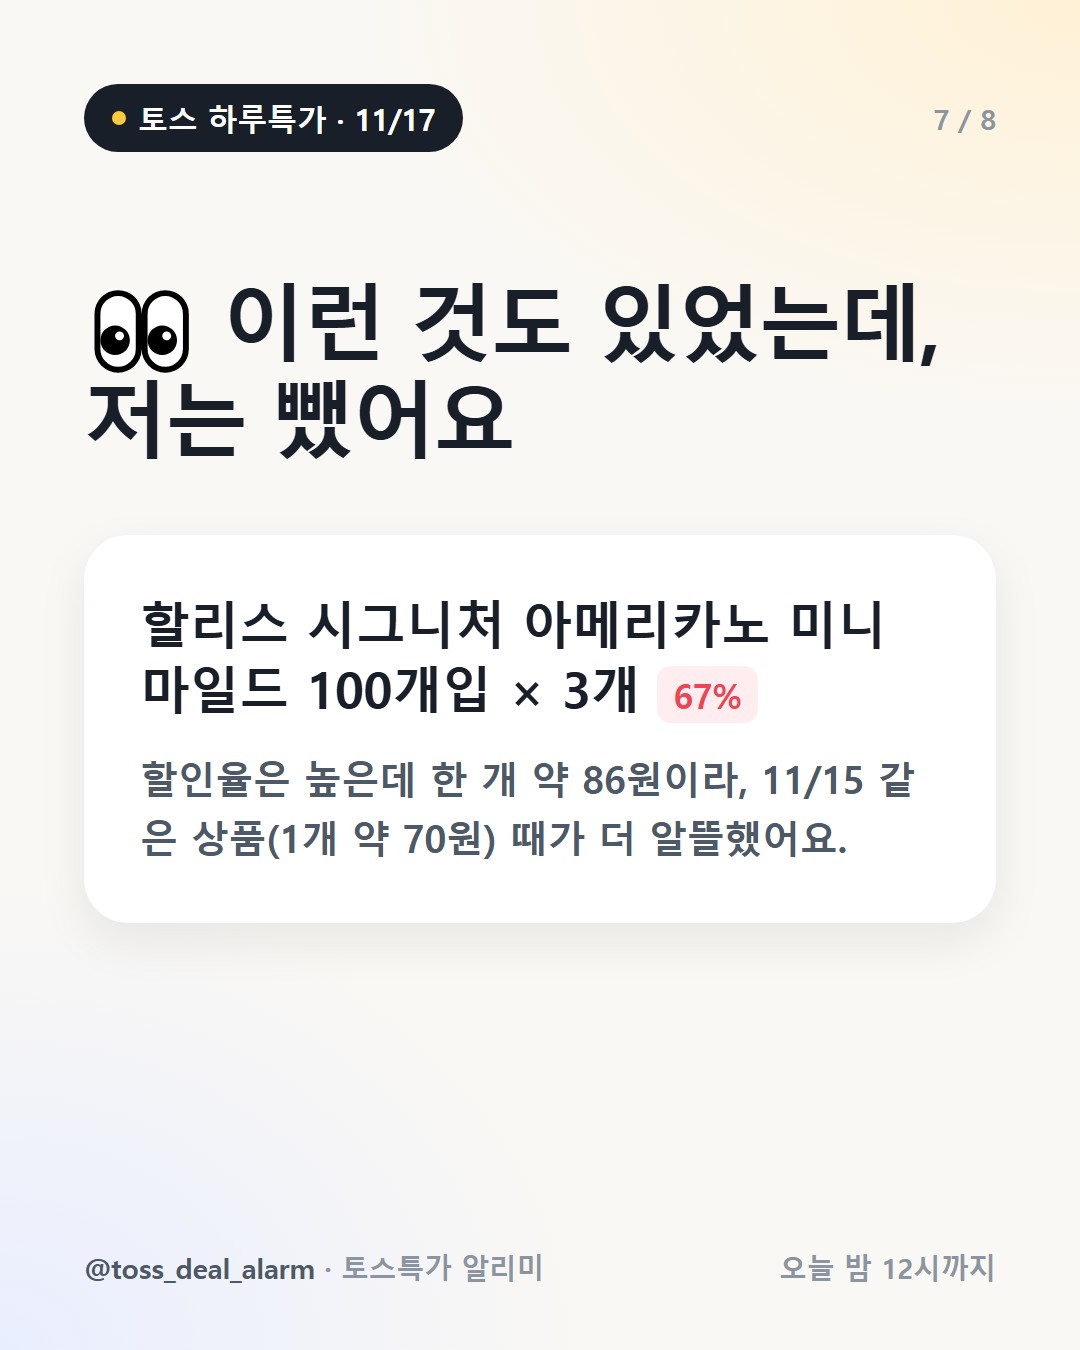 토스 하루특가 · 11/17
7 / 8
👀 이런 것도 있었는데,
저는 뺐어요
할리스 시그니처 아메리카노 미니
마일드 100개입 × 3개 67%
할인율은 높은데 한 개 약 86원이라, 11/15 같
은 상품(1개 약 70원) 때가 더 알뜰했어요.
@toss_deal_alarm · 토스특가 알리미
오늘 밤 12시까지